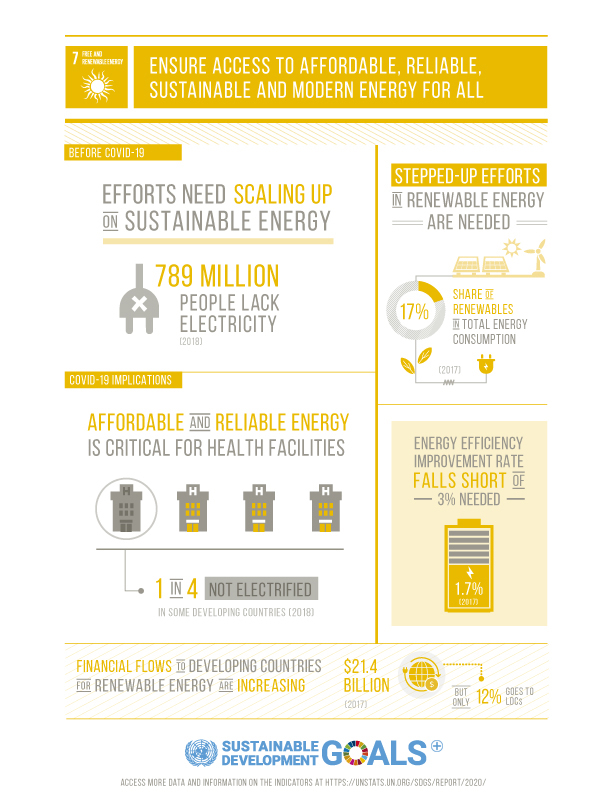 7 FREE AND
RENEWABLE ENERGY
ENSURE ACCESS TO AFFORDABLE, RELIABLE,
SUSTAINABLE AND MODERN ENERGY FOR ALL
BEFORE COVID-19
EFFORTS NEED SCALING UP
ON SUSTAINABLE ENERGY
789 MILLION
PEOPLE LACK
ELECTRICITY
(2018)
STEPPED-UP EFFORTS
IN RENEWABLE ENERGY
ARE NEEDED
17%
SHARE OF
RENEWABLES
IN TOTAL ENERGY
CONSUMPTION
(2017)
COVID-19 IMPLICATIONS
AFFORDABLE AND RELIABLE ENERGY
IS CRITICAL FOR HEALTH FACILITIES
H H H H
1 IN 4 NOT ELECTRIFIED
IN SOME DEVELOPING COUNTRIES (2018)
ENERGY EFFICIENCY
IMPROVEMENT RATE
FALLS SHORT OF
3% NEEDED
1.7%
(2017)
FINANCIAL FLOWS TO DEVELOPING COUNTRIES
FOR RENEWABLE ENERGY ARE INCREASING
$21.4
BILLION
(2017)
$
BUT
ONLY
12%
GOES TO
LDCs
SUSTAINABLE
DEVELOPMENT
GOALS+
ACCESS MORE DATA AND INFORMATION ON THE INDICATORS AT HTTPS://UNSTATS.UN.ORG/SDGS/REPORT/2020/